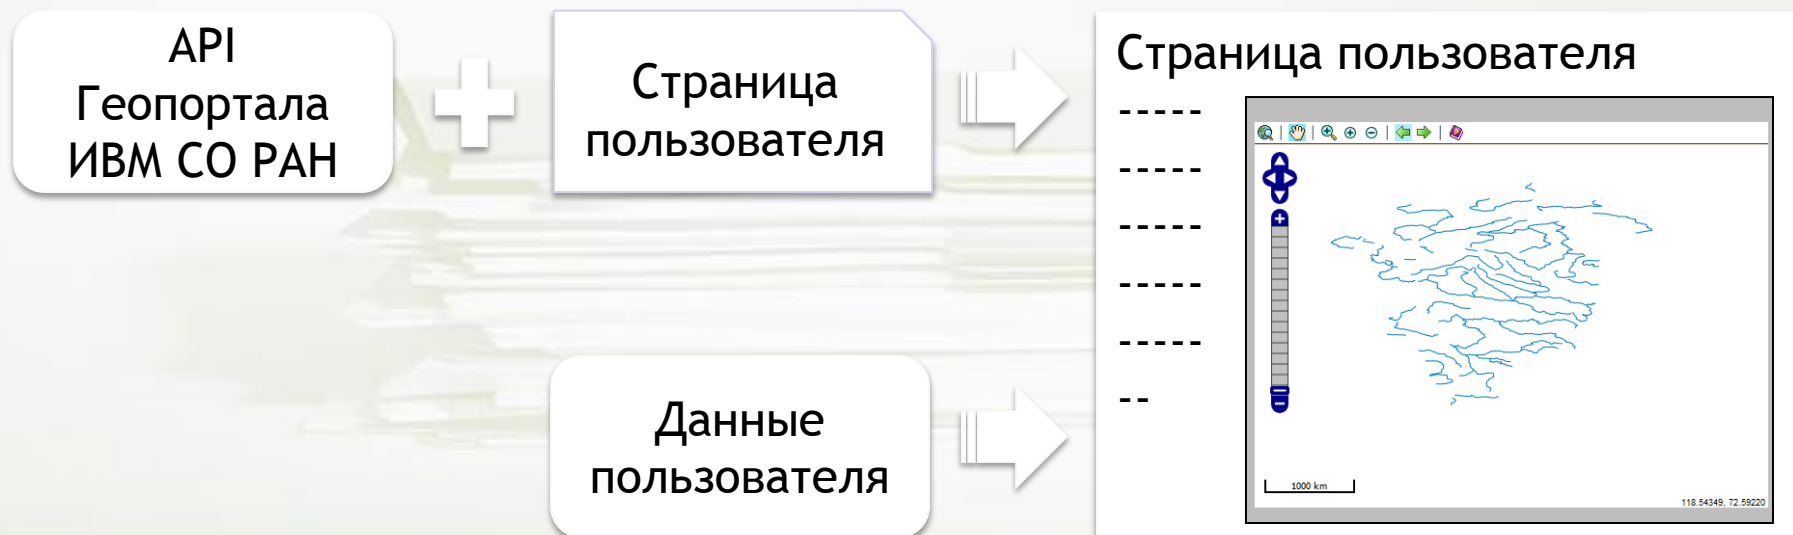 API
Геопортала
ИВМ СО РАН
Страница
пользователя
Данные
пользователя
Страница пользователя
-----
-----
-----
-----
-----
--
1000 km
118.54349, 72.59220